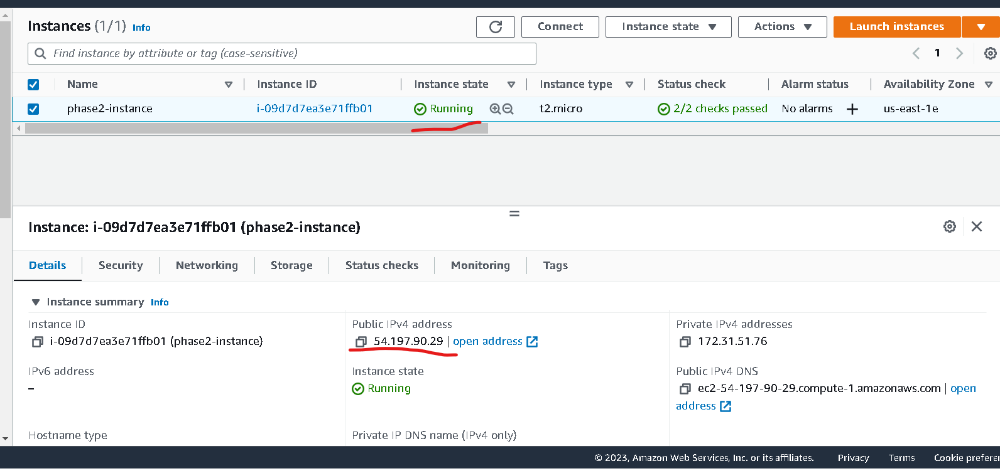 Instances (1/1) Info
Connect
Instance state
Actions
Launch instances
Find instance by attribute or tag (case-sensitive)
1
Name Instance ID Instance state Instance type Status check Alarm status Availability Zone
phase2-instance i-09d7d7ea3e71ffb01 Running t2.micro 2/2 checks passed No alarms + us-east-1e
Instance: i-09d7d7ea3e71ffb01 (phase2-instance)
Details Security Networking Storage Status checks Monitoring Tags
Instance summary Info
Instance ID
i-09d7d7ea3e71ffb01 (phase2-instance)
Public IPv4 address
54.197.90.29 | open address
Private IPv4 addresses
172.31.51.76
IPv6 address
–
Instance state
Running
Public IPv4 DNS
ec2-54-197-90-29.compute-1.amazonaws.com | open
address
Hostname type
Private IP DNS name (IPv4 only)
© 2023, Amazon Web Services, Inc. or its affiliates. Privacy Terms Cookie preferen